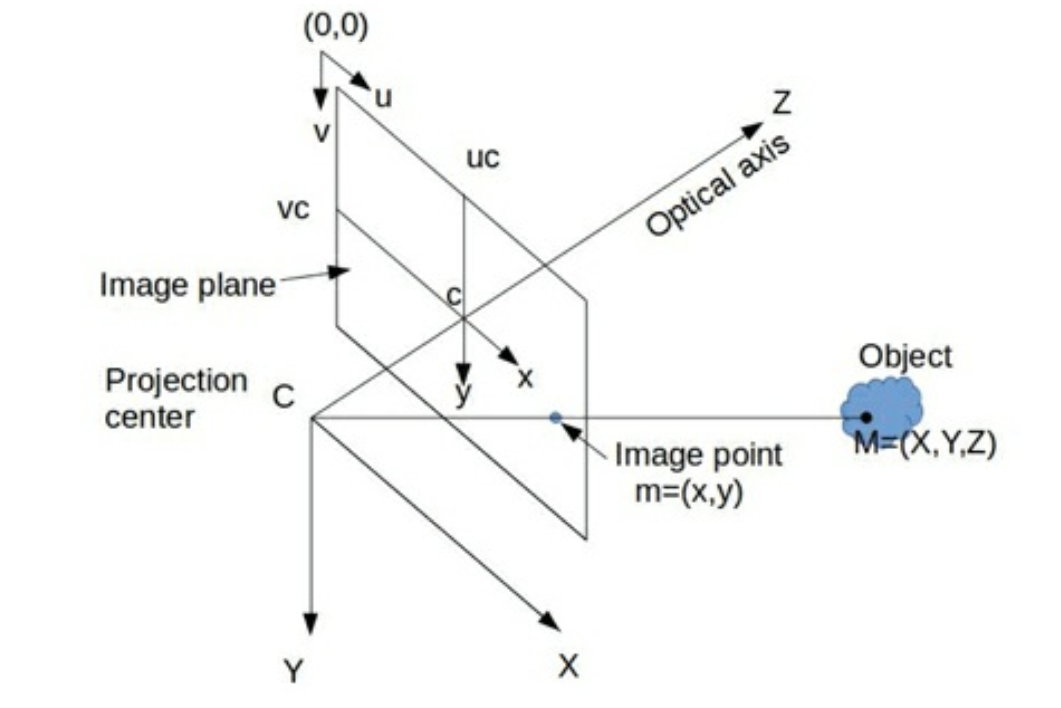 (0,0)
u
v
Z
uc
Optical axis
vc
Image plane
c
Object
Projection
center
C
y
x
M=(X,Y,Z)
Image point
m=(x,y)
Y
X